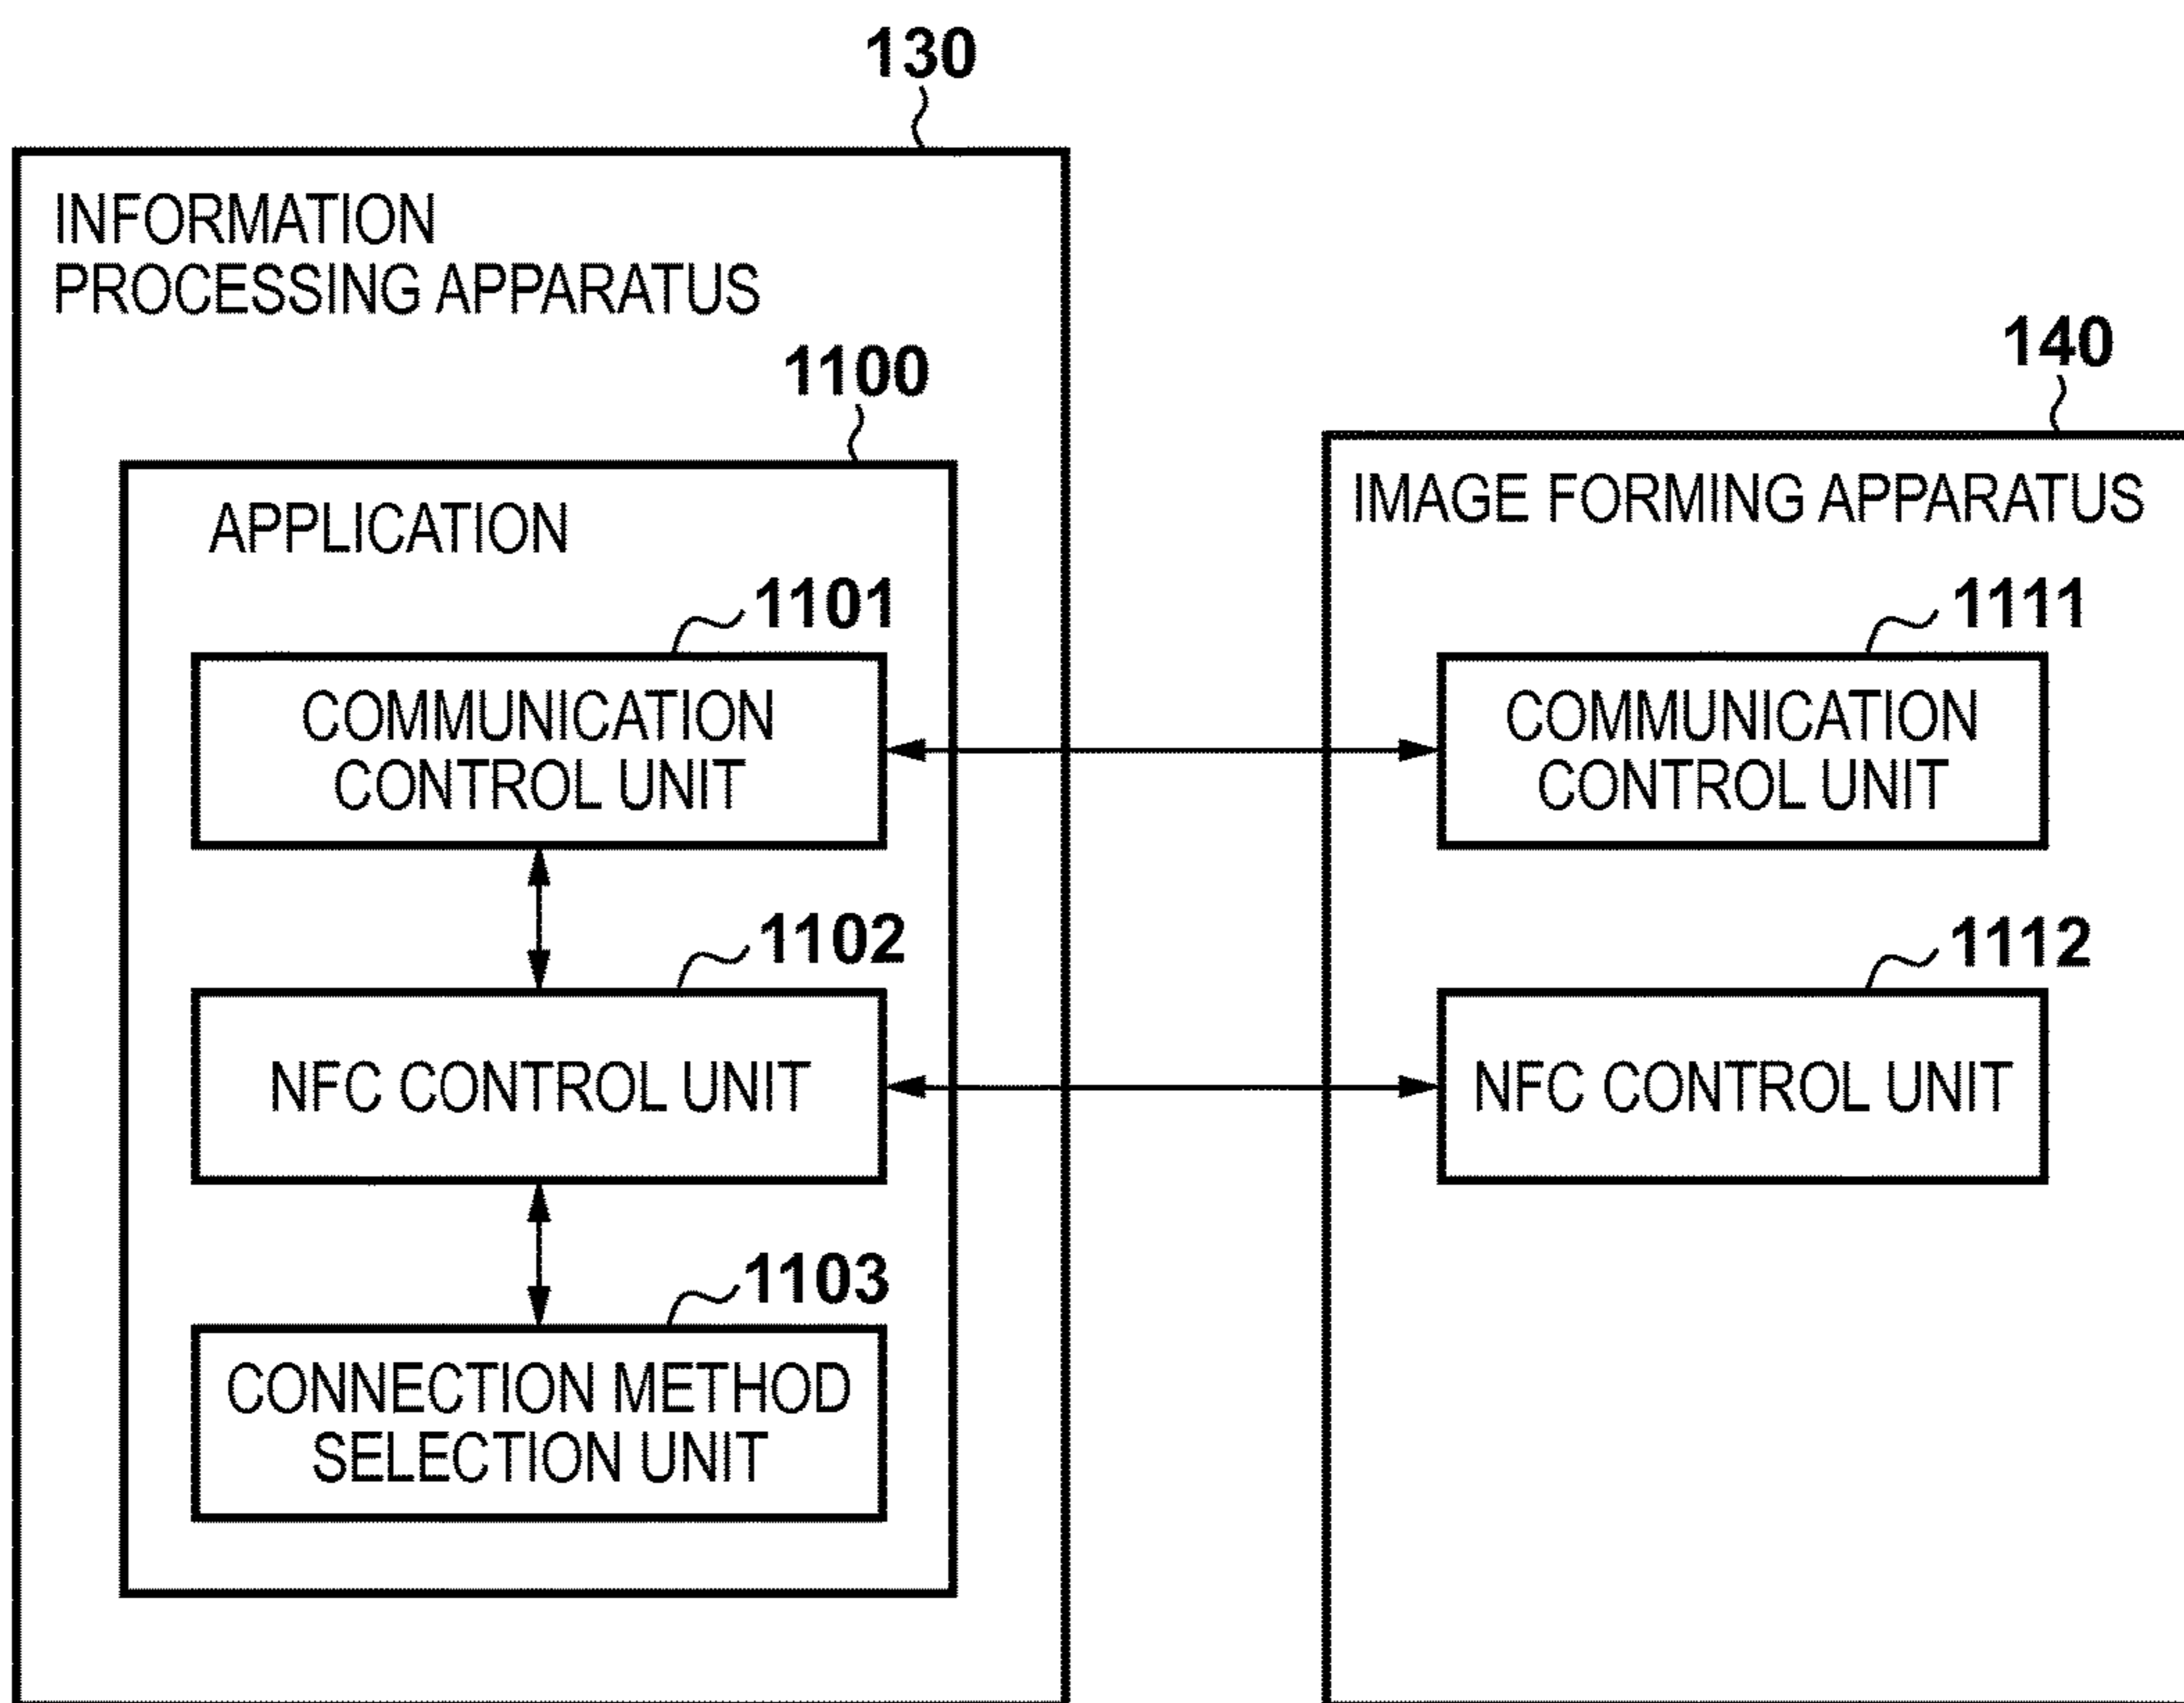 130
INFORMATION
PROCESSING APPARATUS
1100
APPLICATION
1101
COMMUNICATION
CONTROL UNIT
1102
NFC CONTROL UNIT
1103
CONNECTION METHOD
SELECTION UNIT
140
IMAGE FORMING APPARATUS
1111
COMMUNICATION
CONTROL UNIT
1112
NFC CONTROL UNIT